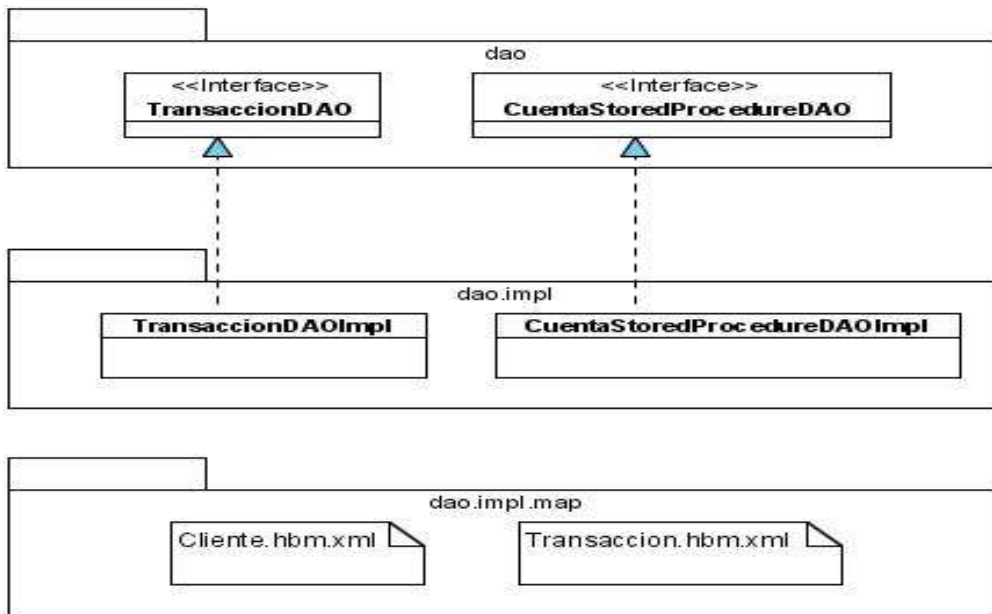 dao
<<Interface>>
TransaccionDAO
<<Interface>>
CuentaStoredProcedureDAO
dao.impl
TransaccionDAOImpl
CuentaStoredProcedureDAOImpl
dao.impl.map
Cliente.hbm.xml
Transaccion.hbm.xml